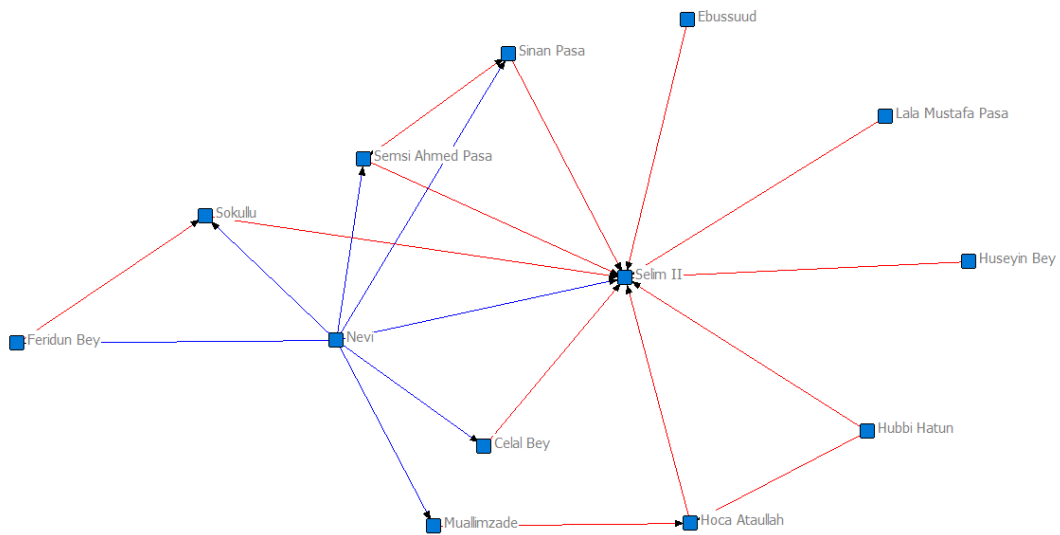 Ebussuud
Sinan Pasa
Lala Mustafa Pasa
Semsi Ahmed Pasa
Sokullu
Huseyin Bey
Selim II
Nevi
Feridun Bey
Hubbi Hatun
Celal Bey
Hoca Ataullah
Muallimzade